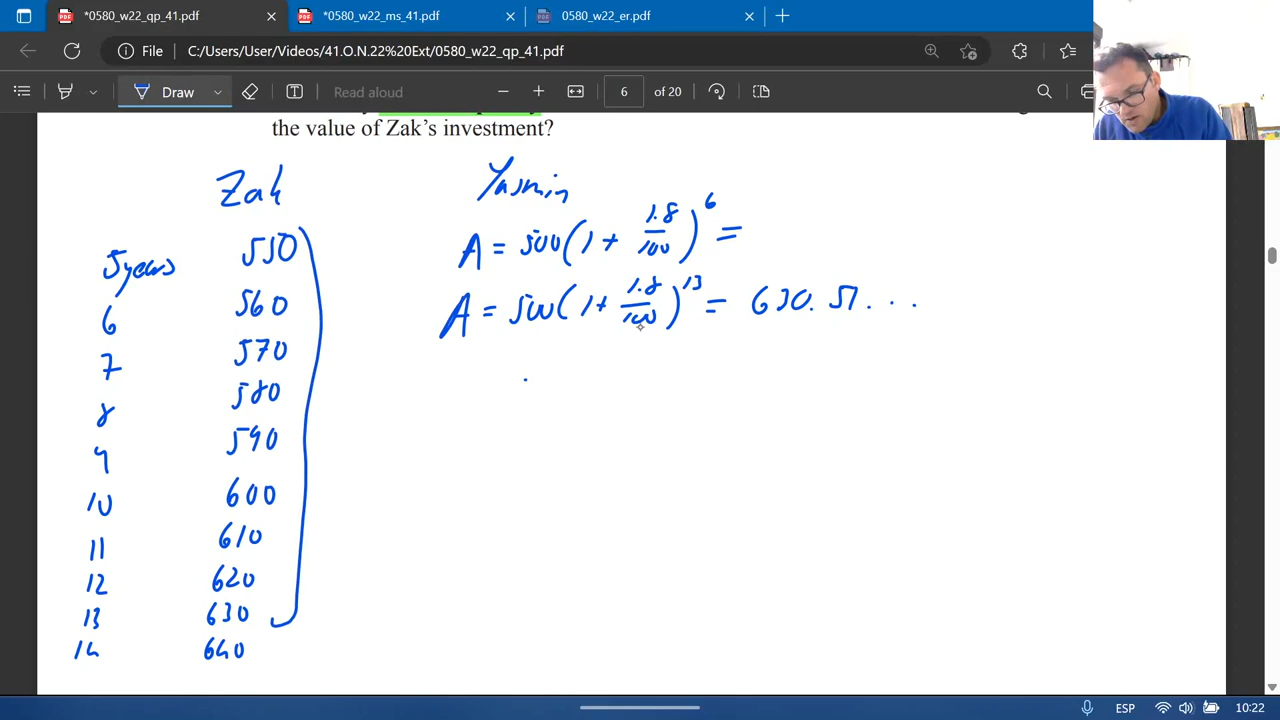 *0580_w22_qp_41.pdf
*0580_w22_ms_41.pdf
0580_w22_er.pdf
File
C:/Users/User/Videos/41.O.N.22%20Ext/0580_w22_qp_41.pdf
Draw
Read aloud
6 of 20
the value of Zak's investment?
Zak
Yasmin
5years 550
6 560
7 570
8 580
9 590
10 600
11 610
12 620
13 630
14 640
A = 500(1 + 1.8/100)^6 =
A = 500(1 + 1.8/100)^13 = 630.51...
ESP
10:22